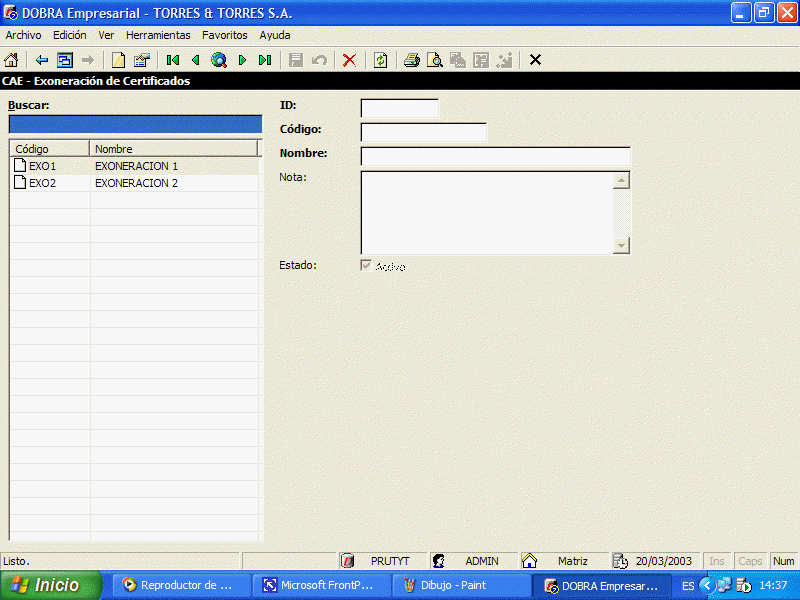 DOBRA Empresarial - TORRES & TORRES S.A.
Archivo Edición Ver Herramientas Favoritos Ayuda
CAE - Exoneración de Certificados
Buscar:
Código Nombre
EXO1 EXONERACION 1
EXO2 EXONERACION 2
ID:
Código:
Nombre:
Nota:
Estado: Activo
Listo. PRUTYT ADMIN Matriz 20/03/2003 Ins Caps Num
Inicio Reproductor de ... Microsoft FrontP... Dibujo - Paint DOBRA Empresar... ES 14:37